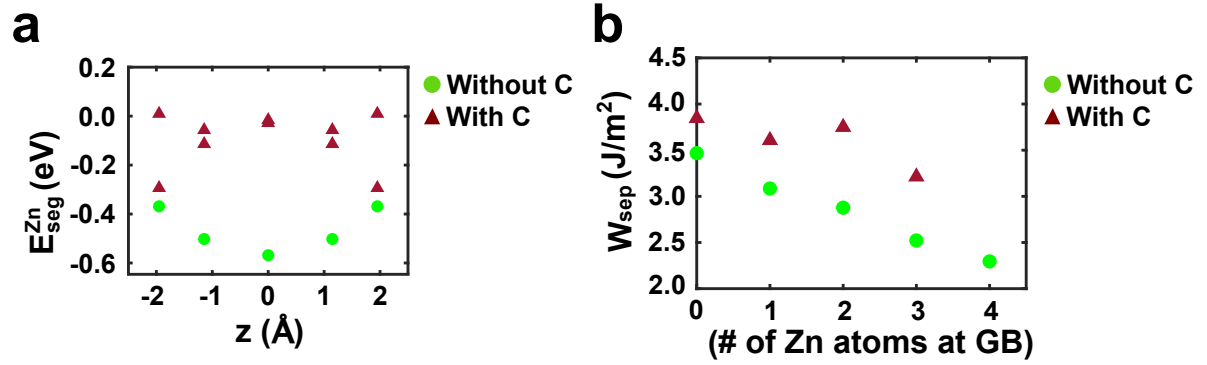 a
0.2
0.0
-0.2
-0.4
-0.6
E^Zn_seg (eV)
-2 -1 0 1 2
z (Å)
Without C
With C
b
4.5
4.0
3.5
3.0
2.5
2.0
W_sep (J/m²)
0 1 2 3 4
(# of Zn atoms at GB)
Without C
With C